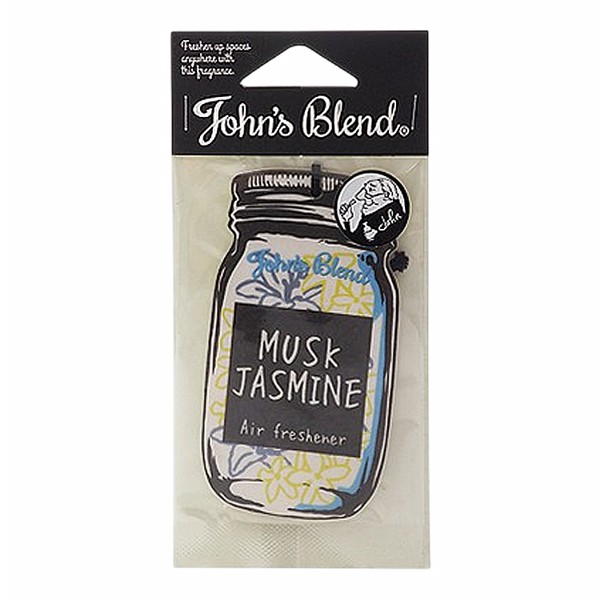 Freshen up spaces
anywhere with
this fragrance.
John's Blend®
John
John's Blend
MUSK
JASMINE
Air freshener